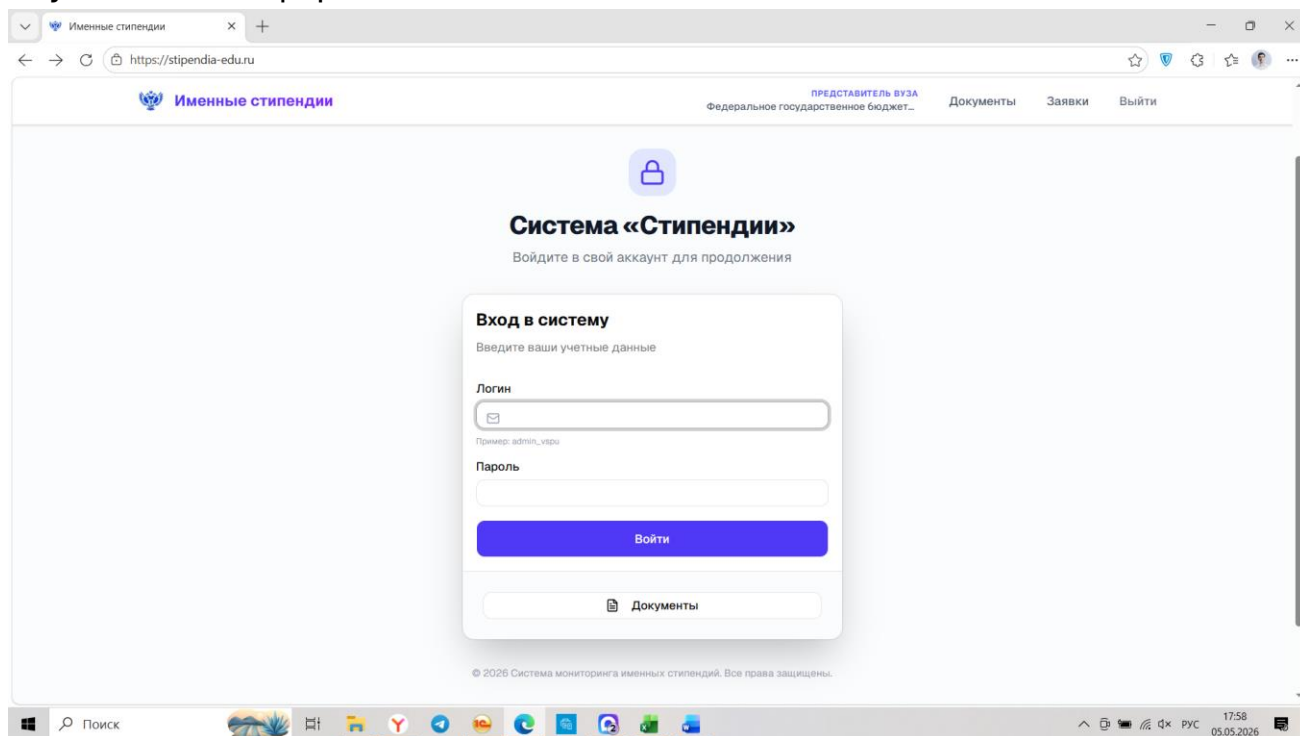 Именные стипендии
https://stipendia-edu.ru
Именные стипендии
ПРЕДСТАВИТЕЛЬ ВУЗА
Федеральное государственное бюджет...
Документы Заявки Выйти
Система «Стипендии»
Войдите в свой аккаунт для продолжения
Вход в систему
Введите ваши учетные данные
Логин
Пример: admin_vspu
Пароль
Войти
Документы
© 2026 Система мониторинга именных стипендий. Все права защищены.
Поиск
РУС
17:58
05.05.2026